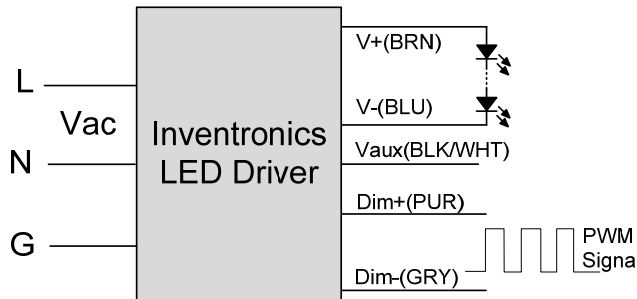 L
Vac
N
G
Inventronics
LED Driver
V+(BRN)
V-(BLU)
Vaux(BLK/WHT)
Dim+(PUR)
Dim-(GRY)
PWM
Signa